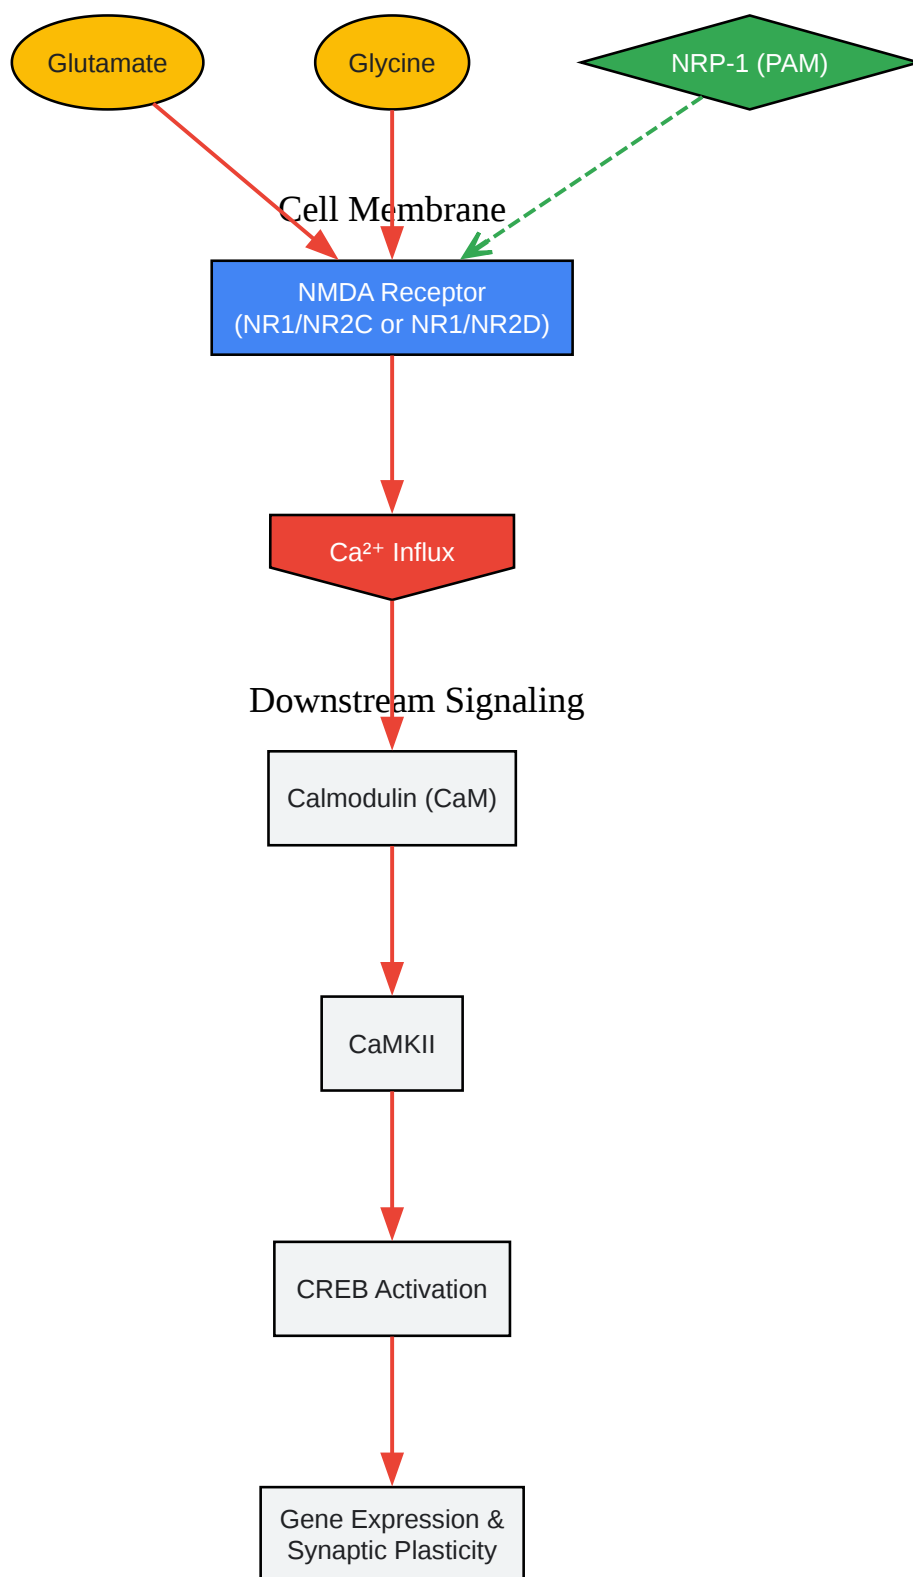 Glutamate
Glycine
NRP-1 (PAM)
Cell Membrane
NMDA Receptor
(NR1/NR2C or NR1/NR2D)
Ca²⁺ Influx
Downstream Signaling
Calmodulin (CaM)
CaMKII
CREB Activation
Gene Expression &
Synaptic Plasticity